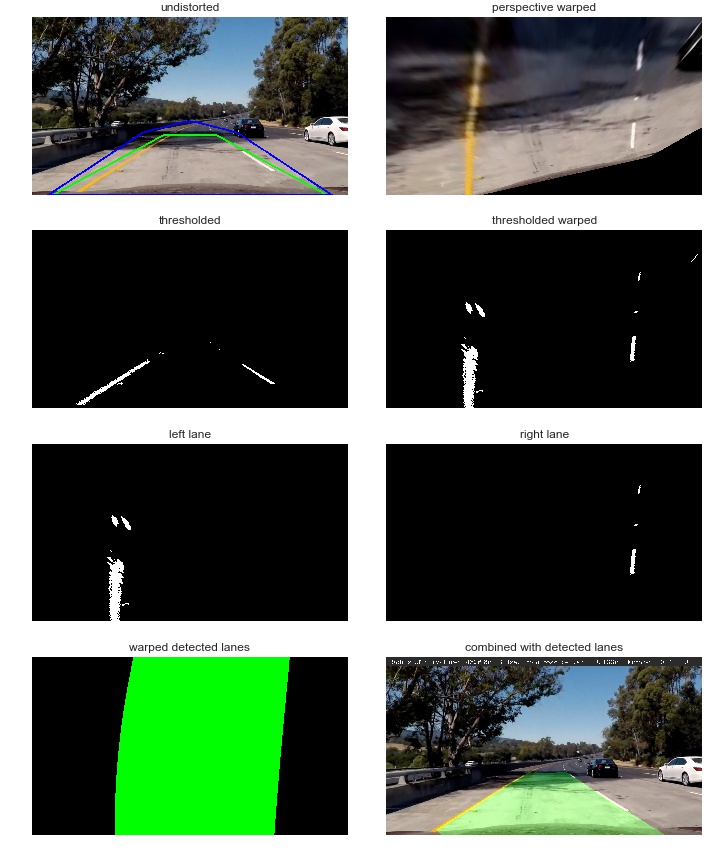 undistorted
perspective warped
thresholded
thresholded warped
left lane
right lane
warped detected lanes
combined with detected lanes